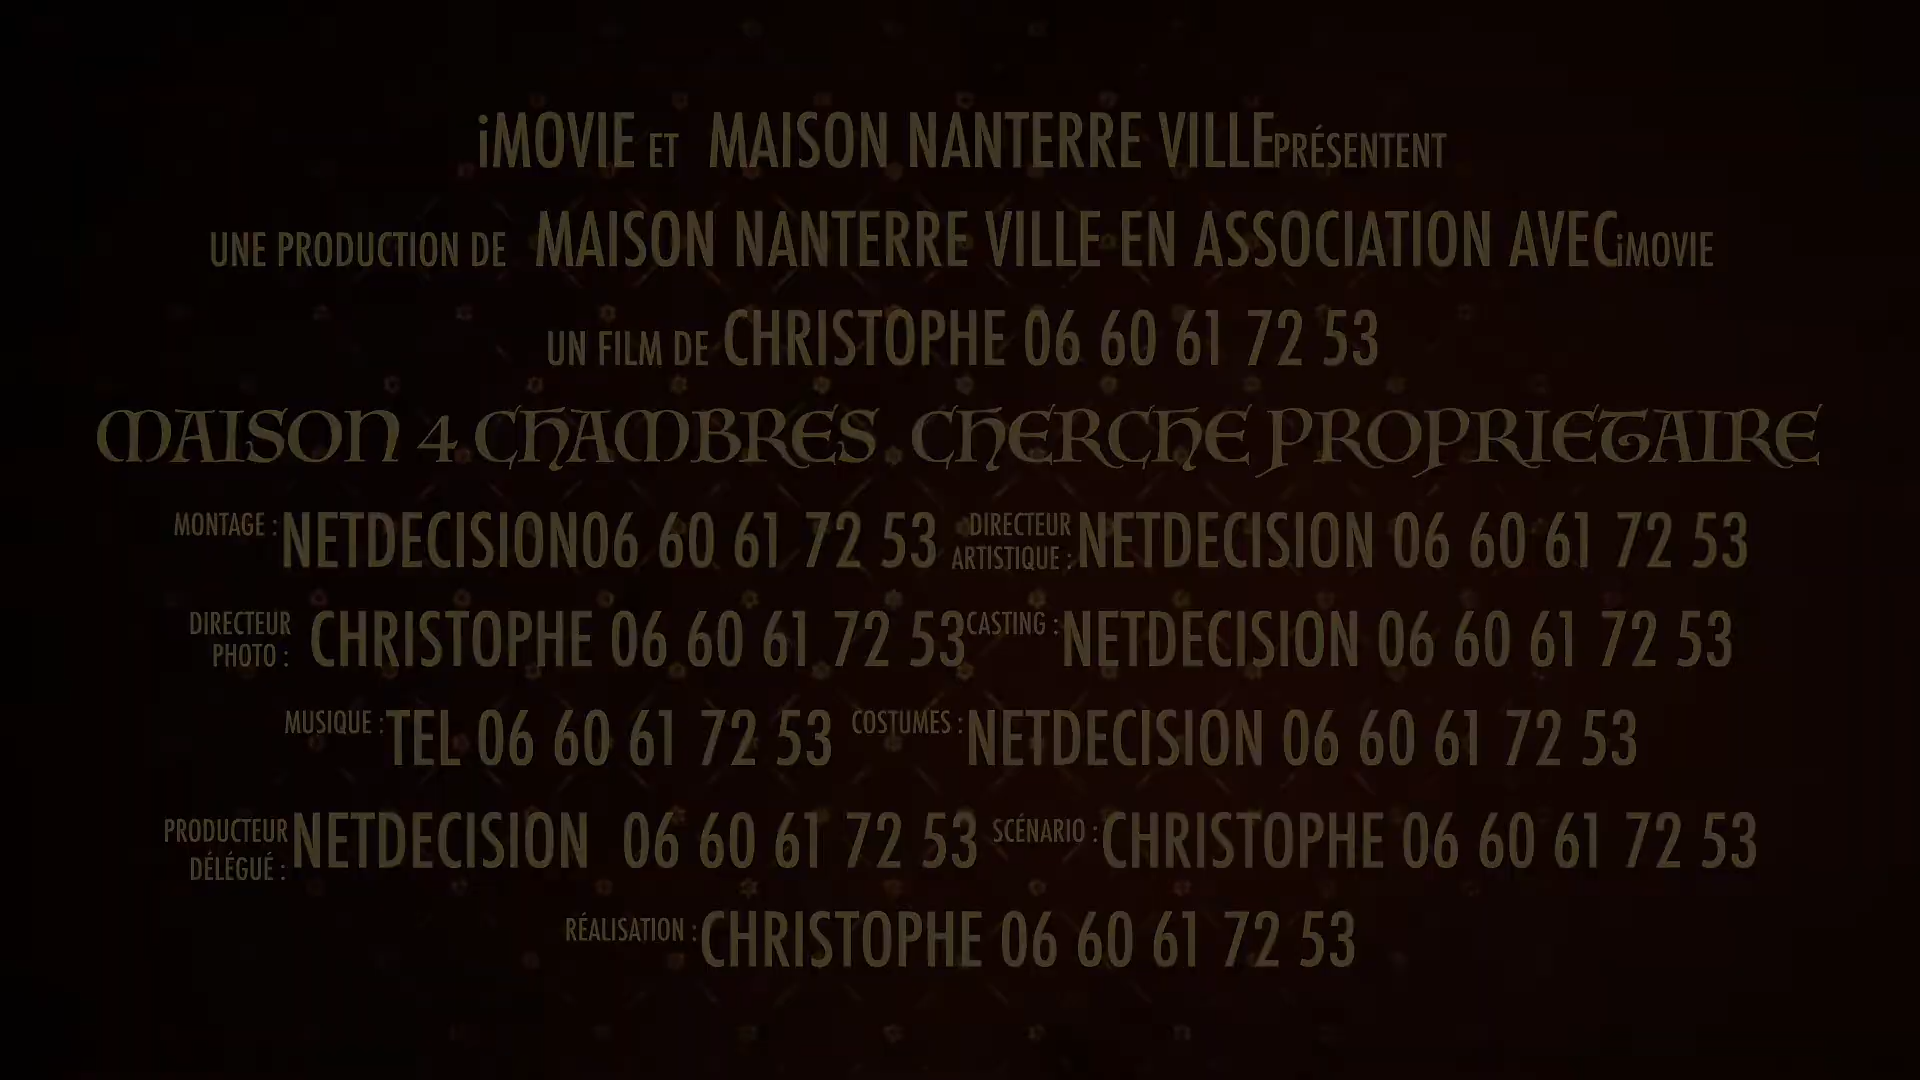 iMOVIE ET MAISON NANTERRE VILLE PRÉSENTENT
UNE PRODUCTION DE MAISON NANTERRE VILLE EN ASSOCIATION AVEC iMOVIE
UN FILM DE CHRISTOPHE 06 60 61 72 53
MAISON 4 CHAMBRES CHERCHE PROPRIETAIRE
MONTAGE : NETDECISION06 60 61 72 53 DIRECTEUR ARTISTIQUE : NETDECISION 06 60 61 72 53
DIRECTEUR PHOTO : CHRISTOPHE 06 60 61 72 53 CASTING : NETDECISION 06 60 61 72 53
MUSIQUE : TEL 06 60 61 72 53 COSTUMES : NETDECISION 06 60 61 72 53
PRODUCTEUR DÉLÉGUÉ : NETDECISION 06 60 61 72 53 SCÉNARIO : CHRISTOPHE 06 60 61 72 53
RÉALISATION : CHRISTOPHE 06 60 61 72 53